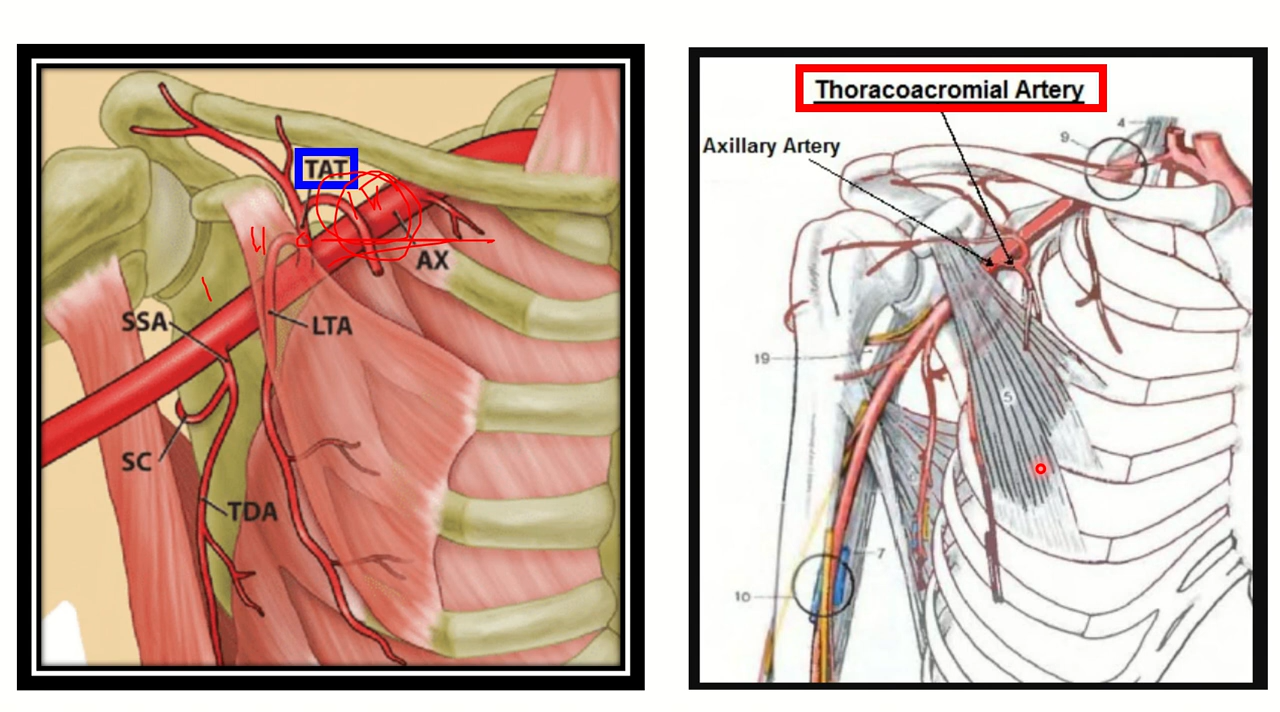 TAT
AX
SSA
LTA
SC
TDA
Thoracoacromial Artery
Axillary Artery
4
9
19
5
7
10